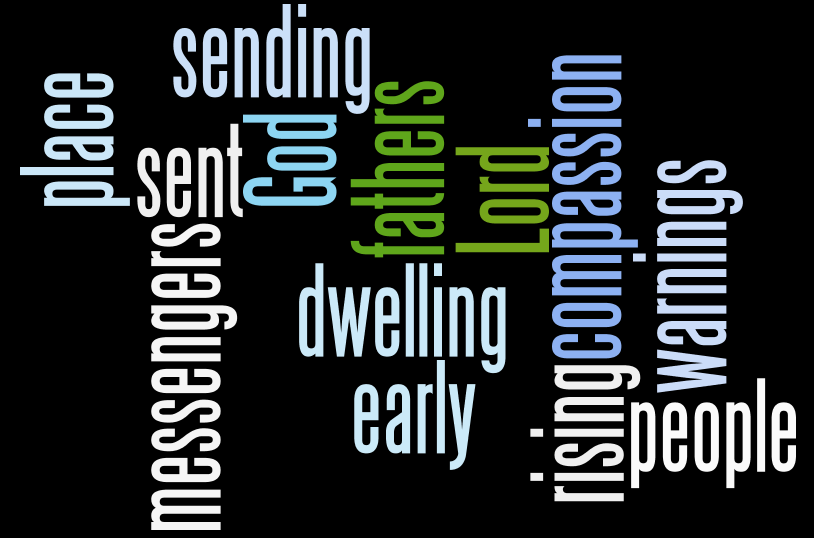 sending
place
sent
God
fathers
Lord
compassion
warnings
messengers
dwelling
early
rising
people